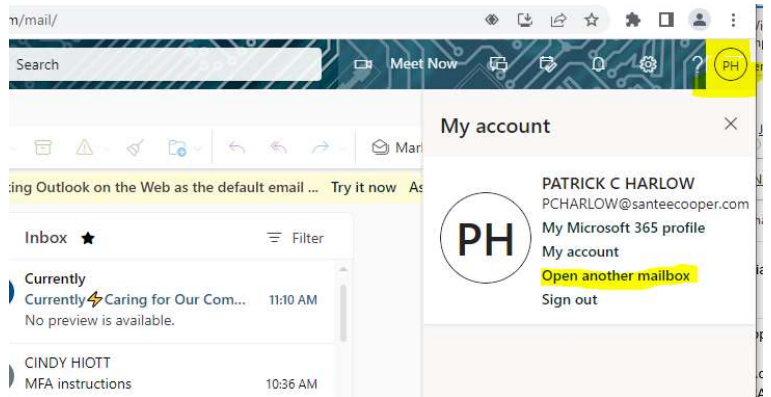 m/mail/
Search
Meet Now
?
PH
My account
Mar
ing Outlook on the Web as the default email ... Try it now As
PATRICK C HARLOW
PCHARLOW@santeecooper.com
PH
My Microsoft 365 profile
My account
Open another mailbox
Sign out
Inbox ★
Filter
Currently
Currently⚡Caring for Our Com... 11:10 AM
No preview is available.
CINDY HIOTT
MFA instructions 10:36 AM